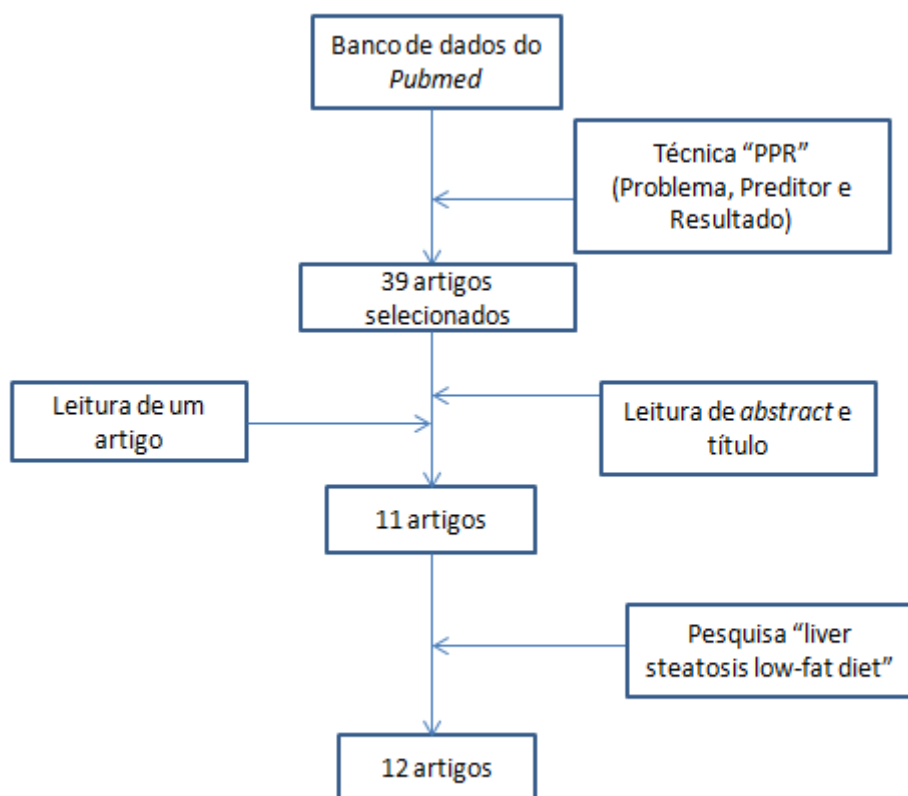 Banco de dados do
Pubmed
Técnica “PPR”
(Problema, Preditor e
Resultado)
39 artigos
selecionados
Leitura de um
artigo
Leitura de abstract e
título
11 artigos
Pesquisa “liver
steatosis low-fat diet”
12 artigos